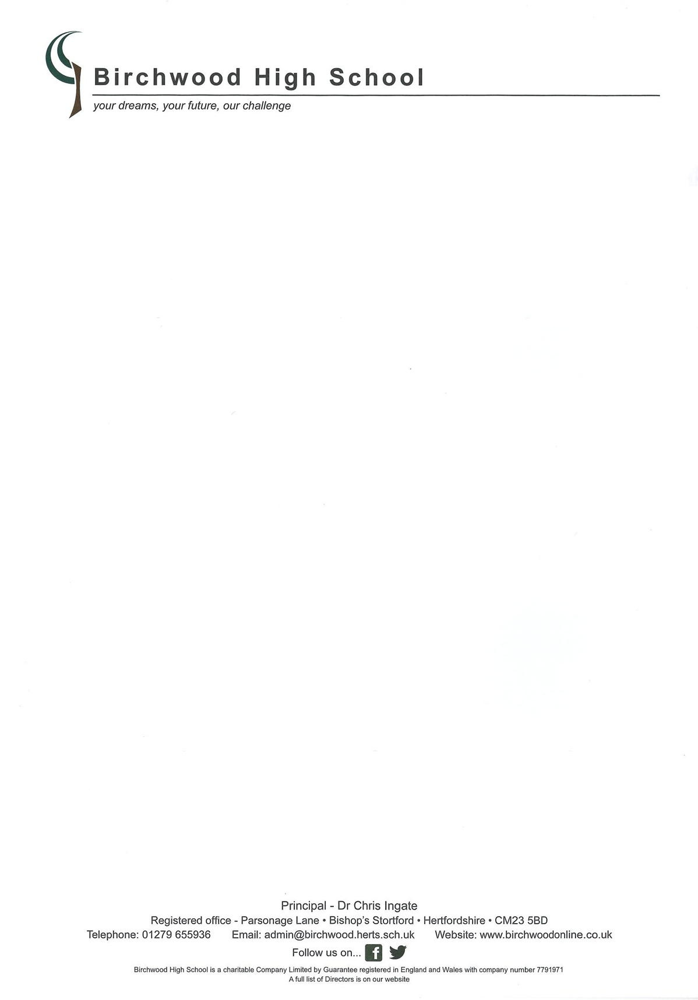 Birchwood High School
your dreams, your future, our challenge
Principal - Dr Chris Ingate
Registered office - Parsonage Lane • Bishop's Stortford • Hertfordshire • CM23 5BD
Telephone: 01279 655936 Email: admin@birchwood.herts.sch.uk Website: www.birchwoodonline.co.uk
Follow us on...
Birchwood High School is a charitable Company Limited by Guarantee registered in England and Wales with company number 7791971
A full list of Directors is on our website